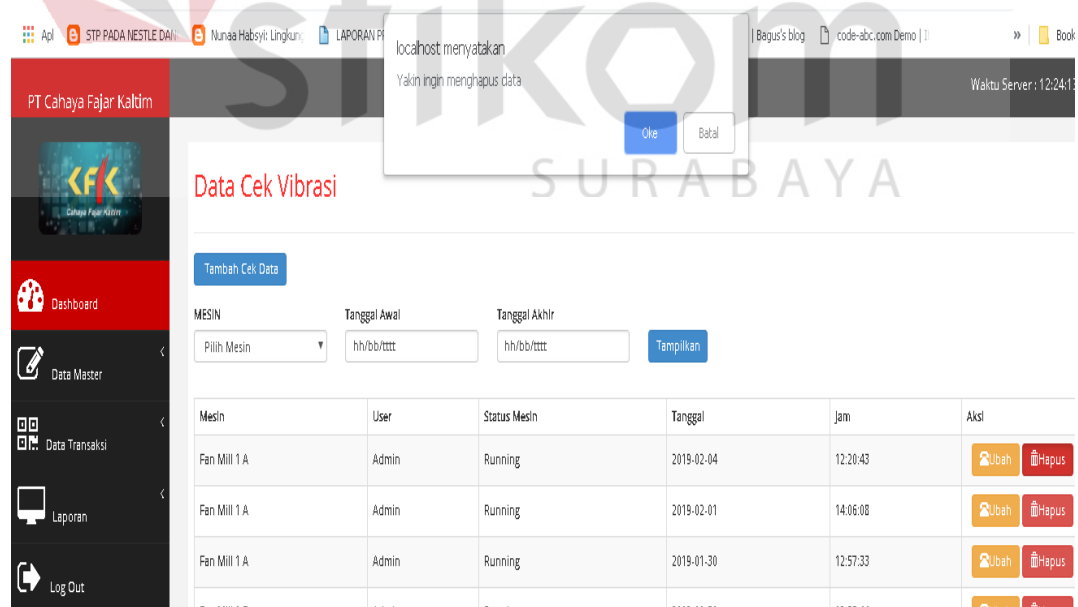 stikom
SURABAYA
Apl
STP PADA NESTLE DAN
Nunaa Habsyi: Lingkung
LAPORAN PR
| Bagus's blog
code-abc.com Demo |
»
Book
localhost menyatakan
Yakin ingin menghapus data
Oke
Batal
PT Cahaya Fajar Kaltim
Waktu Server : 12:24:13
KFK
Cahaya Fajar Kaltim
Data Cek Vibrasi
Tambah Cek Data
Dashboard
Data Master
Data Transaksi
Laporan
Log Out
MESIN
Tanggal Awal
Tanggal Akhir
Pilih Mesin
hh/bb/tttt
hh/bb/tttt
Tampilkan
Mesin User Status Mesin Tanggal Jam Aksi
Fan Mill 1 A Admin Running 2019-02-04 12:20:43 Ubah Hapus
Fan Mill 1 A Admin Running 2019-02-01 14:06:08 Ubah Hapus
Fan Mill 1 A Admin Running 2019-01-30 12:57:33 Ubah Hapus